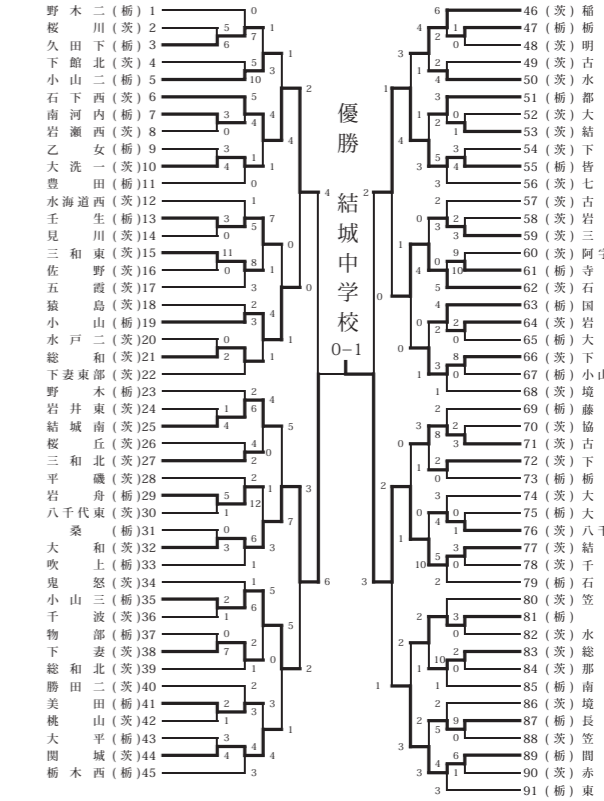 野木二(栃) 1
桜川(茨) 2
久田下(栃) 3
下館北(茨) 4
小山二(栃) 5
石下西(茨) 6
南河内(栃) 7
岩瀬西(茨) 8
乙女(栃) 9
大洗一(茨)10
豊田(栃)11
水海道西(茨)12
壬生(栃)13
見川(茨)14
三和東(茨)15
佐野(栃)16
五霞(茨)17
猿島(茨)18
小山(栃)19
水戸二(茨)20
総和(茨)21
下妻東部(茨)22
野木(栃)23
岩井東(茨)24
結城南(茨)25
桜丘(茨)26
三和北(茨)27
平磯(茨)28
岩舟(栃)29
八千代東(茨)30
桑(栃)31
大和(茨)32
吹上(栃)33
鬼怒(茨)34
小山三(栃)35
千波(茨)36
物部(栃)37
下妻(茨)38
総和北(茨)39
勝田二(茨)40
美田(栃)41
桃山(茨)42
大平(栃)43
関城(茨)44
栃木西(栃)45
優勝 結城中学校
0−1
46(茨)稲
47(栃)栃
48(茨)明
49(茨)古
50(茨)水
51(栃)都
52(茨)大
53(茨)結
54(茨)下
55(栃)皆
56(栃)七
57(茨)古
58(茨)岩
59(茨)三
60(茨)阿字
61(栃)寺
62(茨)石
63(栃)国
64(茨)岩
65(栃)大
66(茨)下
67(栃)小山
68(茨)境
69(栃)藤
70(茨)協
71(茨)古
72(茨)下
73(栃)栃
74(茨)大
75(栃)大
76(茨)八千
77(茨)結
78(茨)千
79(栃)石
80(茨)笠
81(栃)
82(茨)水
83(茨)総
84(茨)那
85(栃)南
86(茨)境
87(栃)長
88(茨)笠
89(栃)間
90(茨)赤
91(栃)東